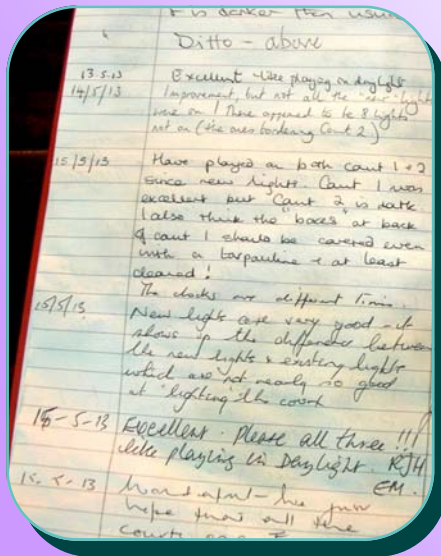 it is darker than usual
Ditto - above
13.5.13 Excellent - like playing in daylight
14/5/13 Improvement, but not all the "new" lights
were on! There appeared to be 8 lights
not on (the ones bordering Court 2)
15/5/13 Have played on both court 1 + 2
since new lights. Court 1 was
excellent but Court 2 is dark.
I also think the "boxes" at back
of court 1 should be covered even
with a tarpauline + at least
cleared!
The clocks are different times.
15/5/13 New lights are very good - it
shows up the difference between
the new lights & existing lights
which are not nearly so good
at lighting the court
15-5-13 Excellent. Please all three!!!
like playing in Daylight. RJH
EM.
15.5.13 Wonderful - we just
hope that all the
courts are